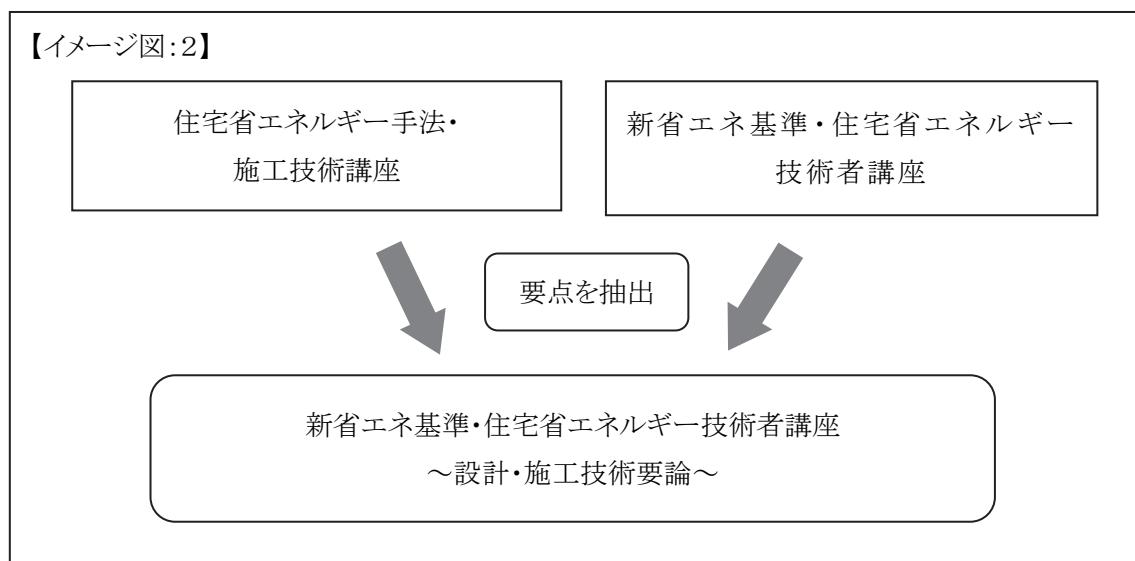 【イメージ図:2】
住宅省エネルギー手法・
施工技術講座
新省エネ基準・住宅省エネルギー
技術者講座
要点を抽出
新省エネ基準・住宅省エネルギー技術者講座
～設計・施工技術要論～